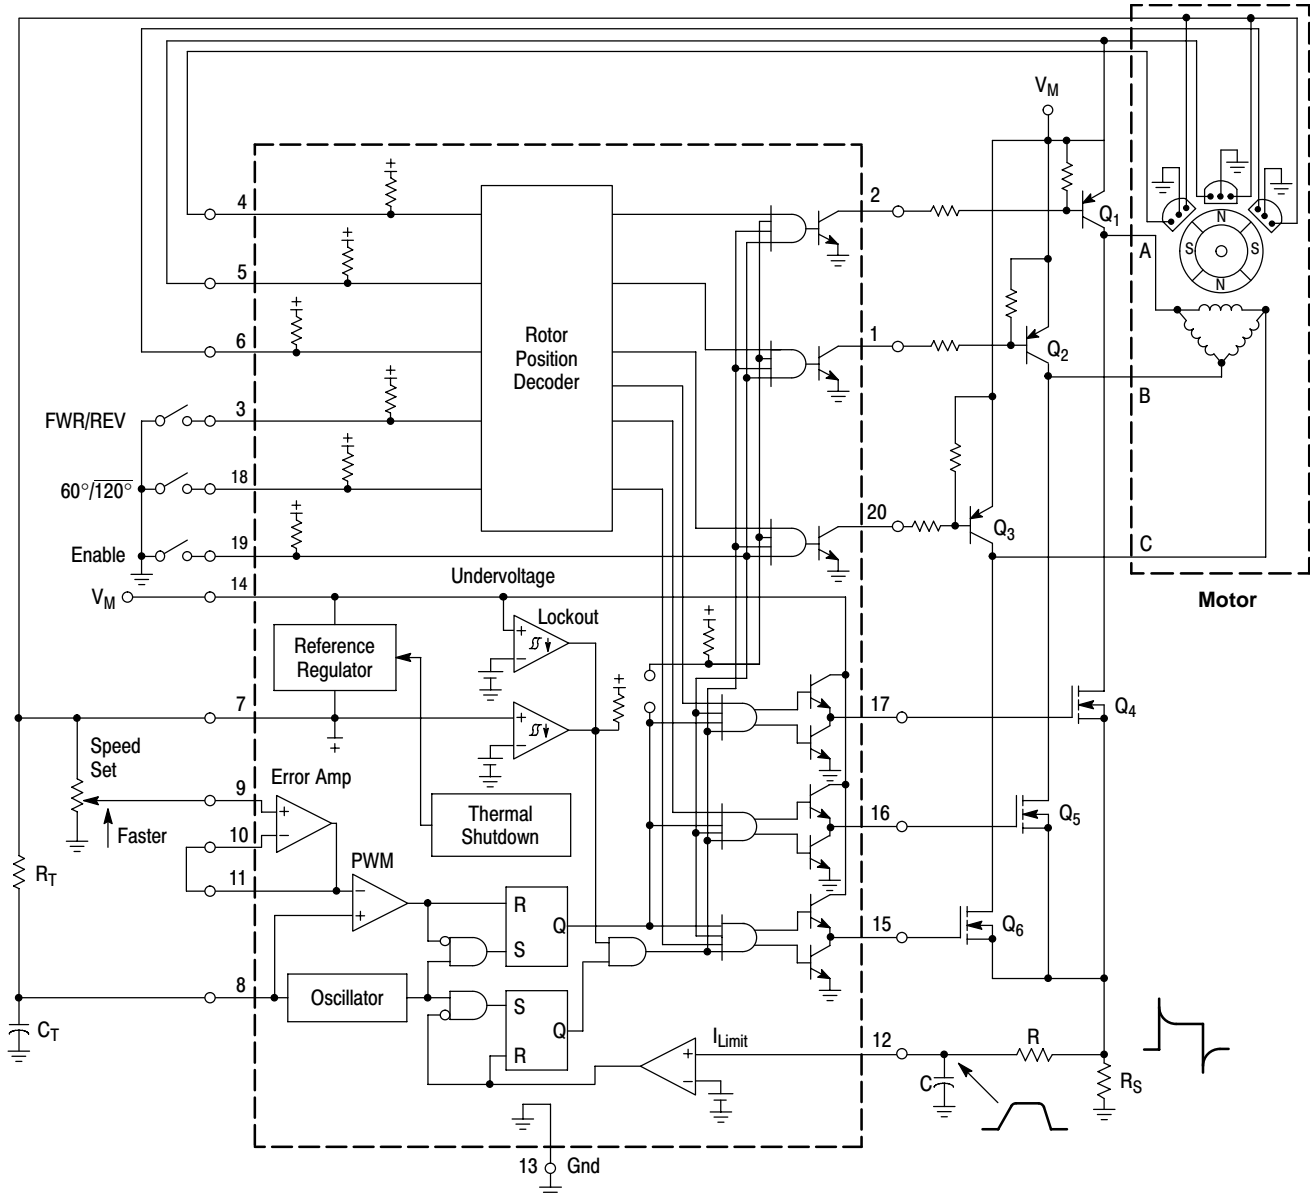 V_M
N
S
S
N
4
2
Q1
A
5
6
Rotor
Position
Decoder
1
Q2
B
FWR/REV
3
60°/120°
18
20
Q3
Enable
19
C
Undervoltage
V_M
14
Lockout
Motor
Reference
Regulator
+
−
7
17
Q4
+
+
−
Speed
Set
Error Amp
9
+
Thermal
Shutdown
16
Q5
Faster
10
−
R_T
11
PWM
−
+
R
Q
S
15
Q6
8
Oscillator
S
Q
R
C_T
I_Limit
12
R
+
−
C
R_S
13
Gnd